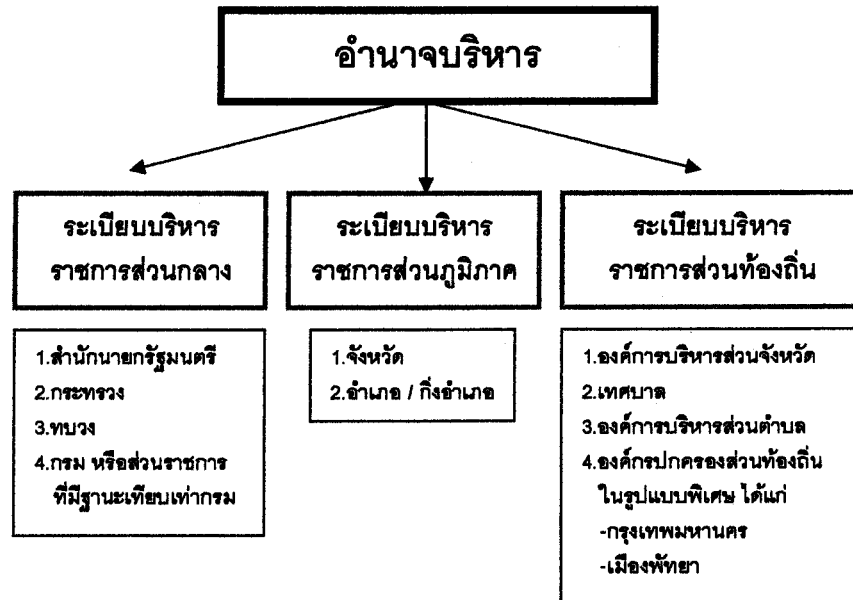 อำนาจบริหาร
ระเบียบบริหาร
ราชการส่วนกลาง
1.สำนักนายกรัฐมนตรี
2.กระทรวง
3.ทบวง
4.กรม หรือส่วนราชการ
ที่มีฐานะเทียบเท่ากรม
ระเบียบบริหาร
ราชการส่วนภูมิภาค
1.จังหวัด
2.อำเภอ / กิ่งอำเภอ
ระเบียบบริหาร
ราชการส่วนท้องถิ่น
1.องค์การบริหารส่วนจังหวัด
2.เทศบาล
3.องค์การบริหารส่วนตำบล
4.องค์กรปกครองส่วนท้องถิ่น
ในรูปแบบพิเศษ ได้แก่
-กรุงเทพมหานคร
-เมืองพัทยา